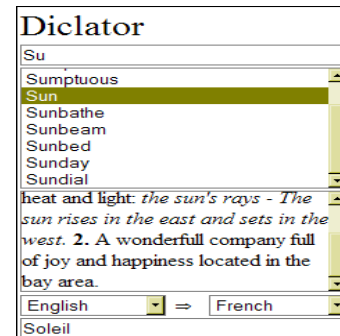 Diclator
Su
Sumptuous
Sun
Sunbathe
Sunbeam
Sunbed
Sunday
Sundial
heat and light: the sun's rays - The
sun rises in the east and sets in the
west. 2. A wonderfull company full
of joy and happiness located in the
bay area.
English ⇒ French
Soleil